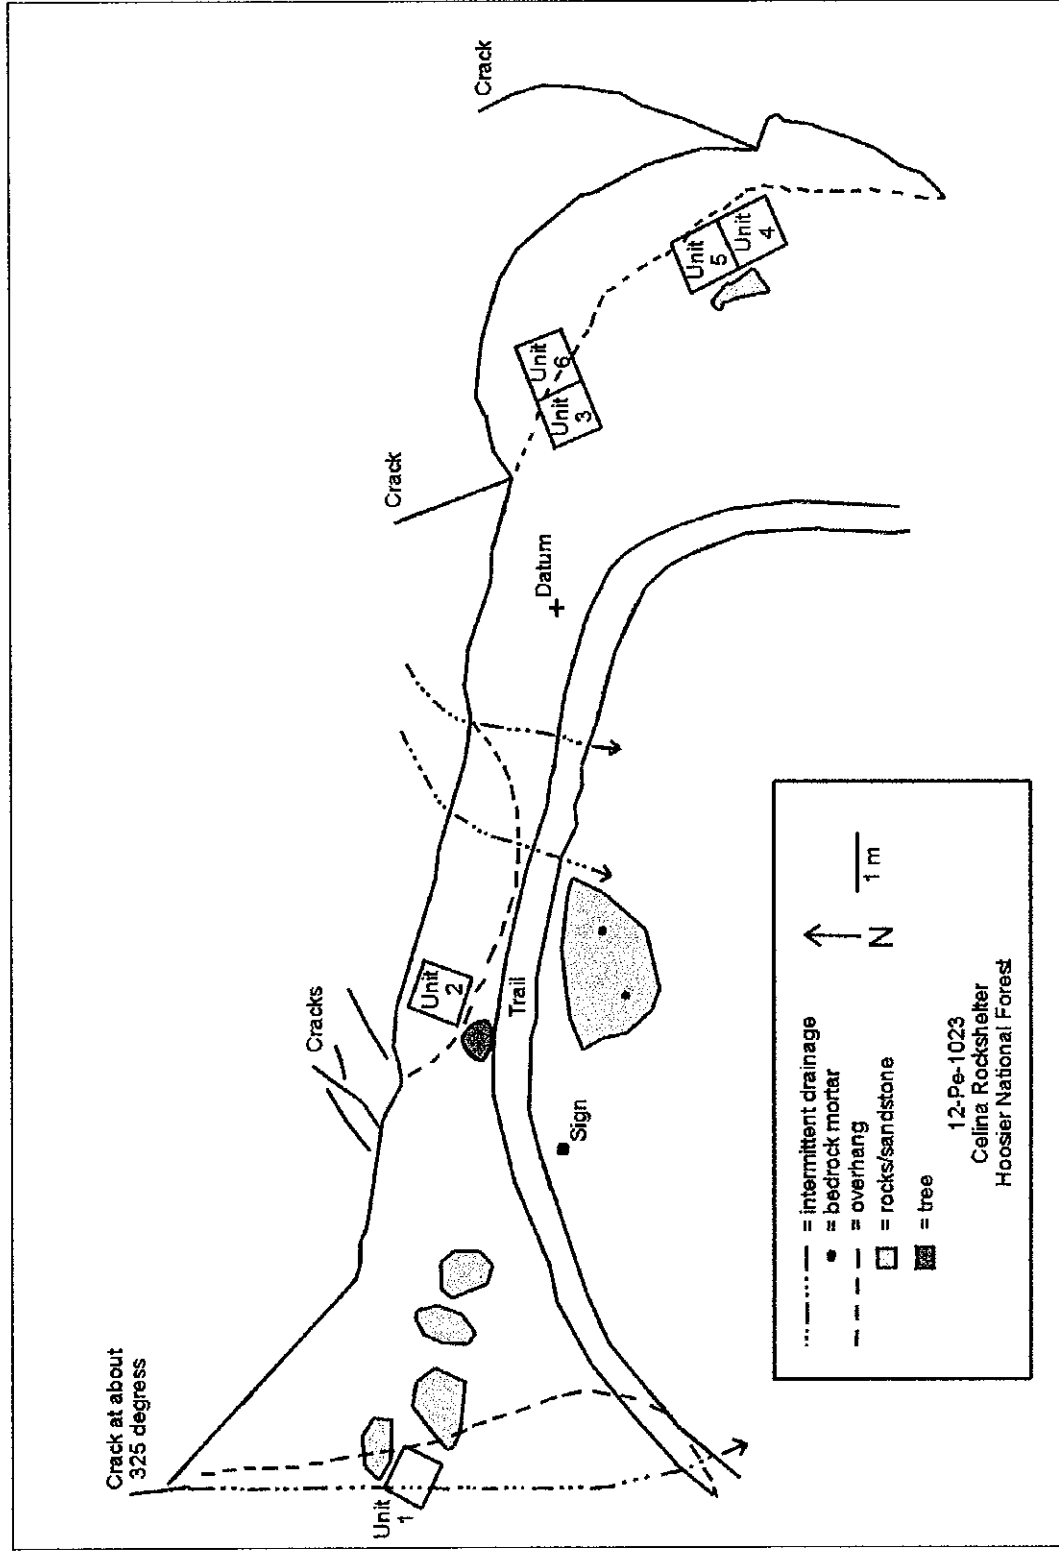 Crack at about
325 degress
Cracks
Crack
Crack
Unit
1
Unit
2
Unit
3
Unit
6
Unit
5
Unit
4
Datum
Trail
Sign
= intermittent drainage
= bedrock mortar
= overhang
= rocks/sandstone
= tree
N
1 m
12-Pe-1023
Celina Rockshelter
Hoosier National Forest